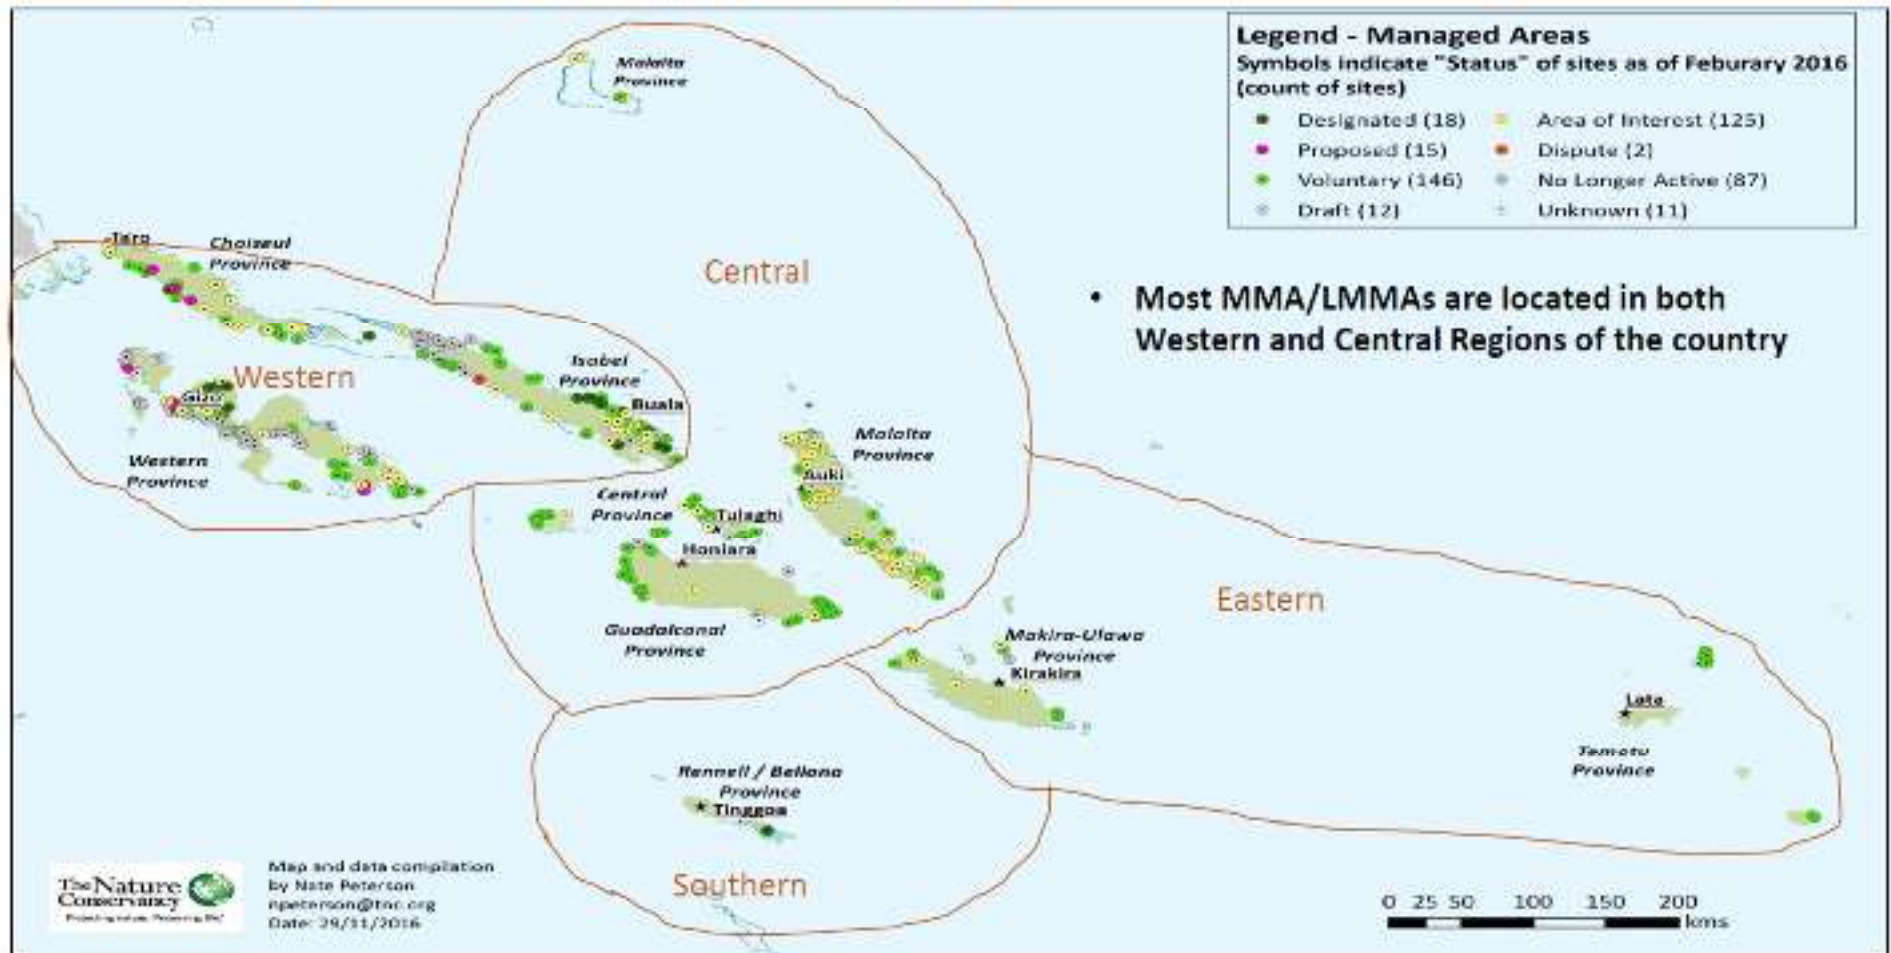 Legend - Managed Areas
Symbols indicate "Status" of sites as of Feburary 2016
(count of sites)
Designated (18)
Area of Interest (125)
Proposed (15)
Dispute (2)
Voluntary (146)
No Longer Active (87)
Draft (12)
Unknown (11)
Malaita
Province
Taro
Choiseul
Province
Central
• Most MMA/LMMAs are located in both
Western and Central Regions of the country
Isabel
Province
Western
Gizo
Buala
Malaita
Province
Western
Province
Auki
Central
Province
Tulaghi
Honiara
Eastern
Guadalcanal
Province
Makira-Ulawa
Province
Kirakira
Lata
Temotu
Province
Rennell / Bellona
Province
Tinggoa
Southern
The Nature
Conservancy
Map and data compilation
by Nate Peterson
npeterson@tnc.org
Date: 29/11/2016
0 25 50 100 150 200
kms